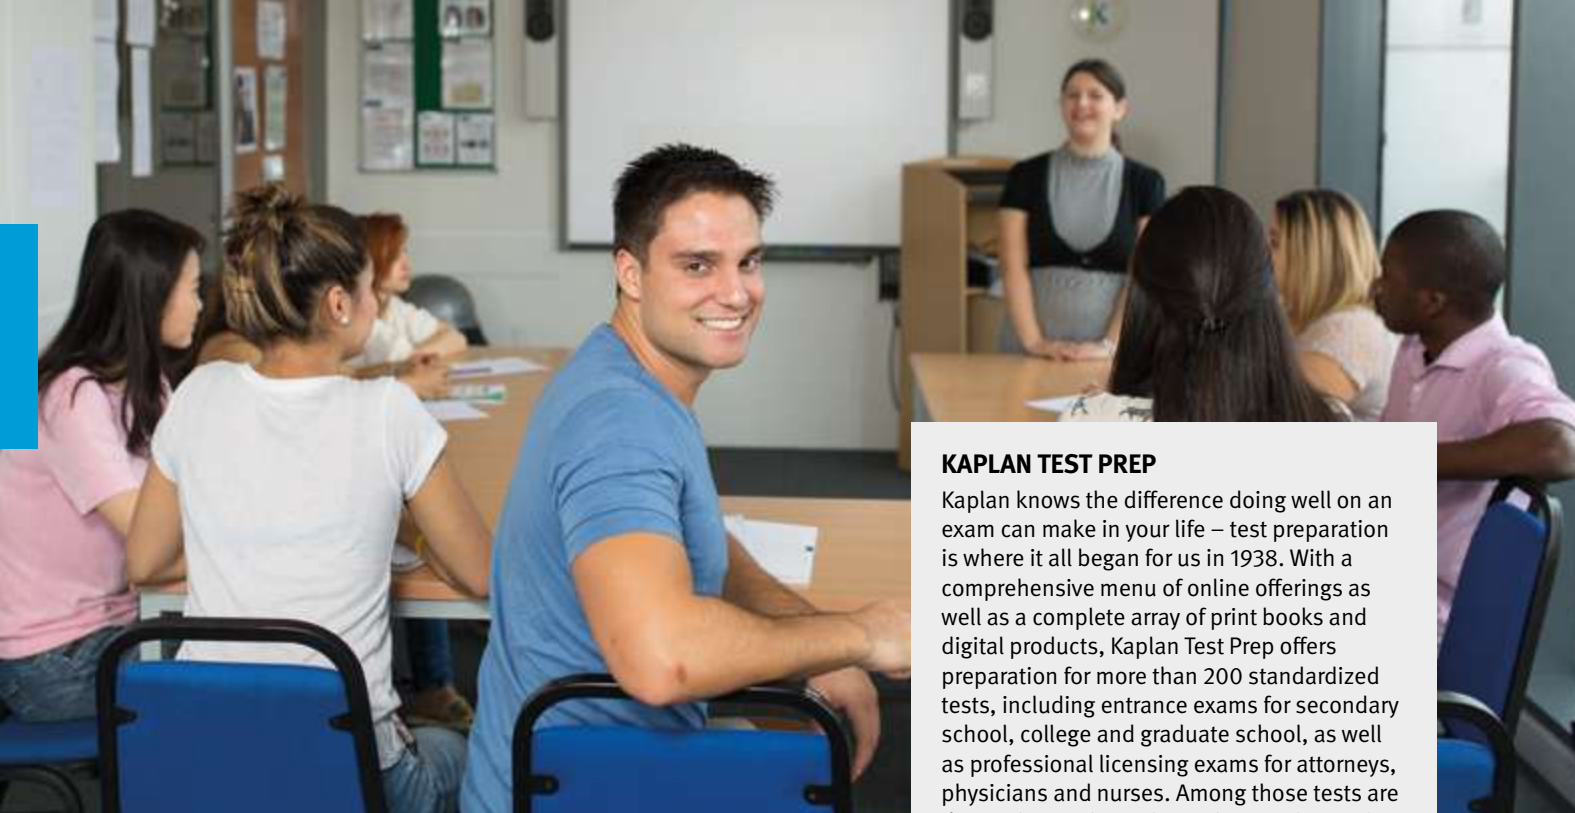 KAPLAN TEST PREP
Kaplan knows the difference doing well on an
exam can make in your life – test preparation
is where it all began for us in 1938. With a
comprehensive menu of online offerings as
well as a complete array of print books and
digital products, Kaplan Test Prep offers
preparation for more than 200 standardized
tests, including entrance exams for secondary
school, college and graduate school, as well
as professional licensing exams for attorneys,
physicians and nurses. Among those tests are